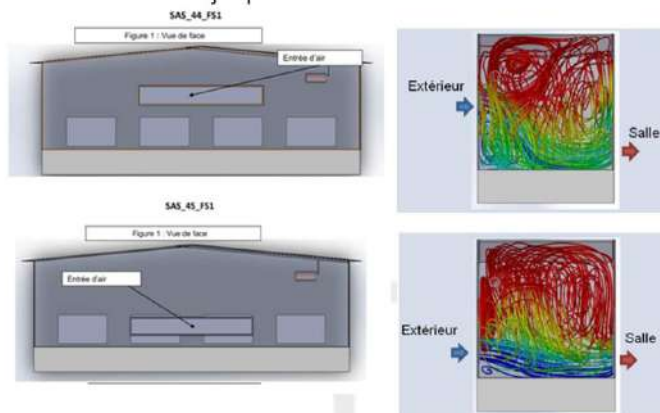 SAS_44_FS1
Figure 1 : Vue de face
Entrée d'air
Extérieur
Salle
SAS_45_FS1
Figure 1 : Vue de face
Entrée d'air
Extérieur
Salle